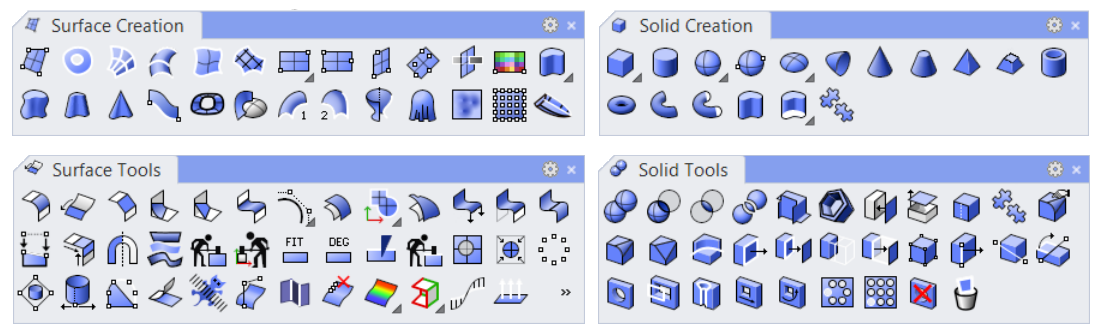 Surface Creation
Solid Creation
1 2
Surface Tools
Solid Tools
FIT DEG
»